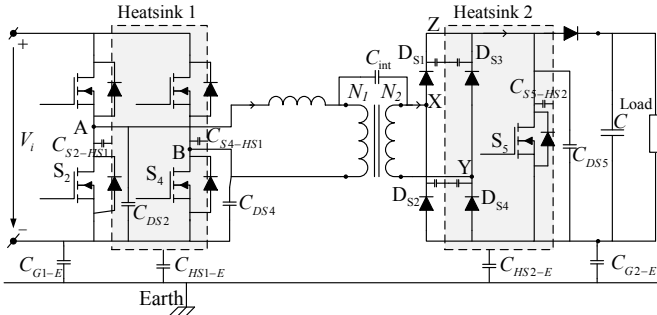 Heatsink 1
Heatsink 2
+
Z
D_S1
D_S3
C_int
N_1
N_2
X
C_S5-HS2
A
C_S2-HS1
C_S4-HS1
V_i
B
Load
C
S_5
C_DS5
S_2
S_4
Y
C_DS2
C_DS4
D_S2
D_S4
–
C_G1-E
C_HS1-E
C_HS2-E
C_G2-E
Earth